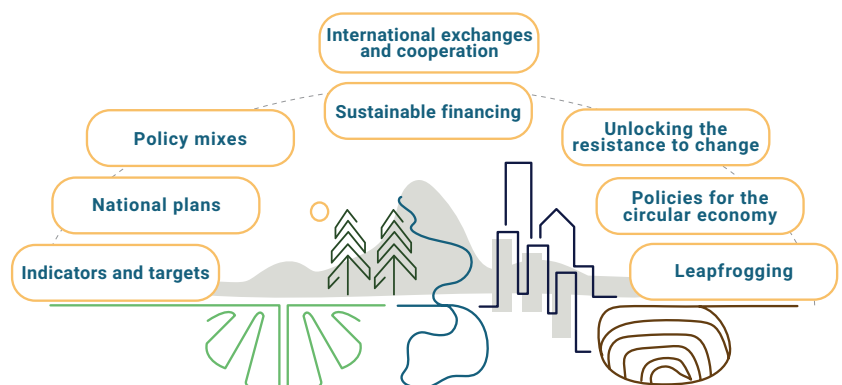 International exchanges
and cooperation
Sustainable financing
Policy mixes
Unlocking the
resistance to change
National plans
Policies for the
circular economy
Indicators and targets
Leapfrogging